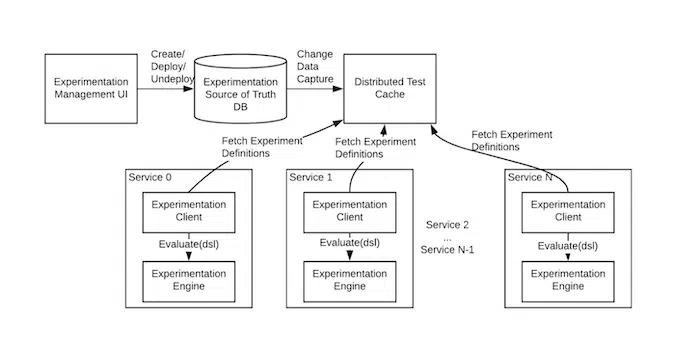 Experimentation
Management UI
Create/
Deploy/
Undeploy
Experimentation
Source of Truth
DB
Change
Data
Capture
Distributed Test
Cache
Fetch Experiment
Definitions
Fetch Experiment
Definitions
Fetch Experiment
Definitions
Service 0
Experimentation
Client
Evaluate(dsl)
Experimentation
Engine
Service 1
Experimentation
Client
Evaluate(dsl)
Experimentation
Engine
Service 2
...
Service N-1
Service N
Experimentation
Client
Evaluate(dsl)
Experimentation
Engine